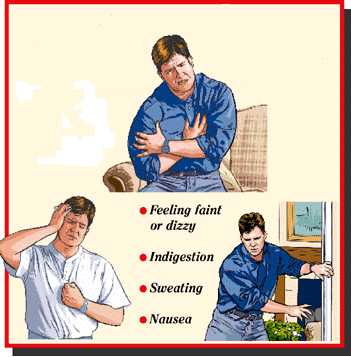 ● Feeling faint
or dizzy
● Indigestion
● Sweating
● Nausea